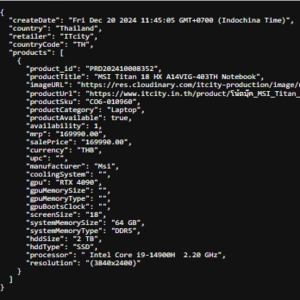 {
"createDate": "Fri Dec 20 2024 11:45:05 GMT+0700 (Indochina Time)",
"country": "Thailand",
"retailer": "ITcity",
"countryCode": "TH",
"products": [
{
"product_id": "PRD202410008352",
"productTitle": "MSI Titan 18 HX A14VIG-403TH Notebook",
"imageURL": "https://res.cloudinary.com/itcity-production/image/
"productUrl": "https://www.itcity.in.th/product/โน้ตบุ๊ค_MSI_Titan_
"productSku": "CO6-010960",
"productCategory": "Laptop",
"productAvailable": true,
"availability": 1,
"mrp": "169990.00",
"salePrice": "169990.00",
"currency": "THB",
"upc": "",
"manufacturer": "Msi",
"coolingSystem": "",
"gpu": "RTX 4090",
"gpuMemorySize": "",
"gpuMemoryType": "",
"gpuBootsClock": "",
"screenSize": "18",
"systemMemorySize": "64 GB",
"systemMemoryType": "DDR5",
"hddSize": "2 TB",
"hddType": "SSD",
"processor": " Intel Core i9-14900H  2.20 GHz",
"resolution": "(3840x2400)"
}
]
}